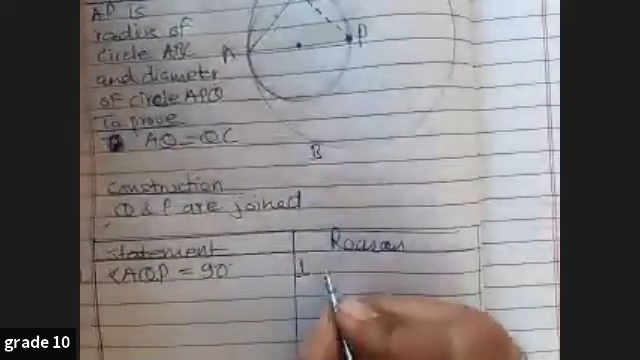 AP is
radius of
circle ABC
and diameter
of circle APQ
To prove
AQ = QC
A
P
B
Construction
Q & P are joined
Statement
Reason
∠AQP = 90°
1
grade 10